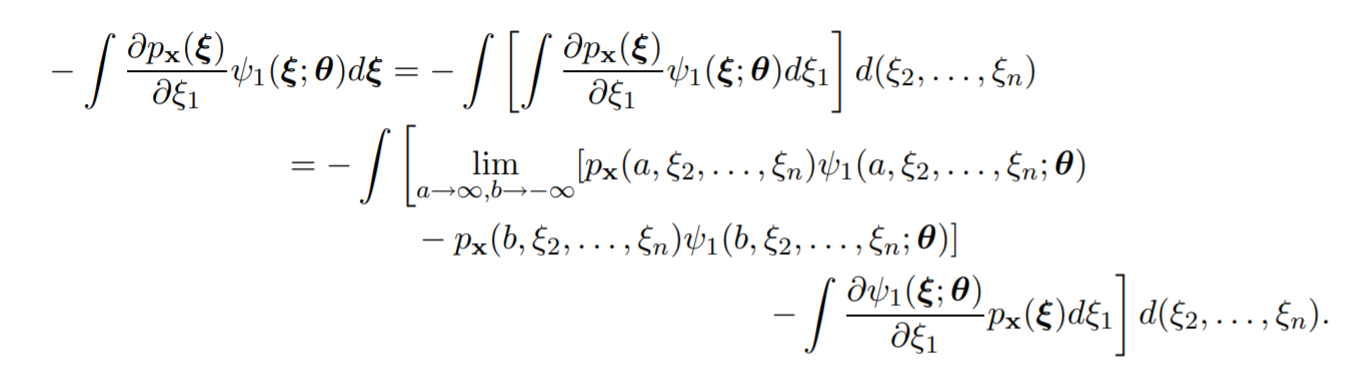 $$-\int \frac{\partial p_{\mathbf{x}}(\boldsymbol{\xi})}{\partial \xi_1} \psi_1(\boldsymbol{\xi}; \boldsymbol{\theta}) d\boldsymbol{\xi} = -\int \left[ \int \frac{\partial p_{\mathbf{x}}(\boldsymbol{\xi})}{\partial \xi_1} \psi_1(\boldsymbol{\xi}; \boldsymbol{\theta}) d\xi_1 \right] d(\xi_2, \ldots, \xi_n)$$
$$= -\int \left[ \lim_{a \to \infty, b \to -\infty} [p_{\mathbf{x}}(a, \xi_2, \ldots, \xi_n) \psi_1(a, \xi_2, \ldots, \xi_n; \boldsymbol{\theta}) \right.$$
$$- p_{\mathbf{x}}(b, \xi_2, \ldots, \xi_n) \psi_1(b, \xi_2, \ldots, \xi_n; \boldsymbol{\theta})]$$
$$\left. - \int \frac{\partial \psi_1(\boldsymbol{\xi}; \boldsymbol{\theta})}{\partial \xi_1} p_{\mathbf{x}}(\boldsymbol{\xi}) d\xi_1 \right] d(\xi_2, \ldots, \xi_n).$$